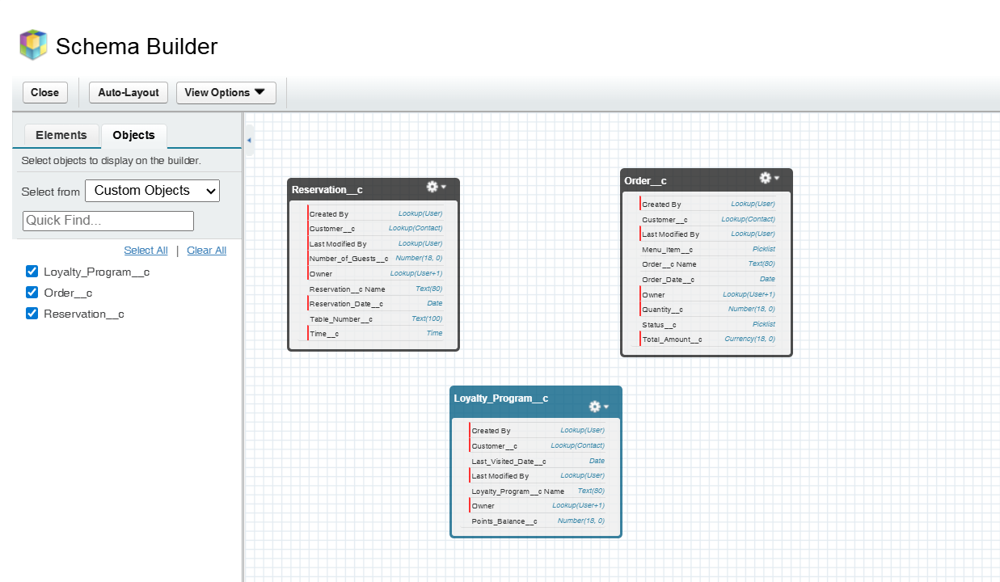 Schema Builder
Close
Auto-Layout
View Options
Elements
Objects
Select objects to display on the builder.
Select from
Custom Objects
Quick Find...
Select All | Clear All
Loyalty_Program__c
Order__c
Reservation__c
Reservation__c
Created By Lookup(User)
Customer__c Lookup(Contact)
Last Modified By Lookup(User)
Number_of_Guests__c Number(18, 0)
Owner Lookup(User+1)
Reservation__c Name Text(80)
Reservation_Date__c Date
Table_Number__c Text(100)
Time__c Time
Order__c
Created By Lookup(User)
Customer__c Lookup(Contact)
Last Modified By Lookup(User)
Menu_Item__c Picklist
Order__c Name Text(80)
Order_Date__c Date
Owner Lookup(User+1)
Quantity__c Number(18, 0)
Status__c Picklist
Total_Amount__c Currency(18, 0)
Loyalty_Program__c
Created By Lookup(User)
Customer__c Lookup(Contact)
Last_Visited_Date__c Date
Last Modified By Lookup(User)
Loyalty_Program__c Name Text(80)
Owner Lookup(User+1)
Points_Balance__c Number(18, 0)